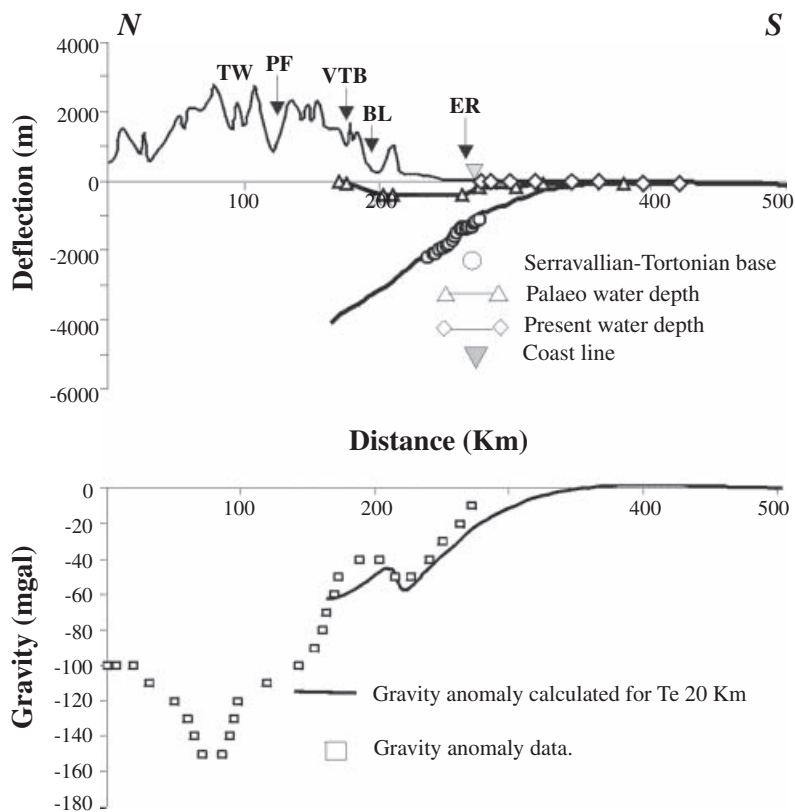 N S
4000
2000
0
-2000
-4000
-6000
Deflection (m)
TW PF VTB BL ER
100 200 400 500
Serravallian-Tortonian base
Palaeo water depth
Present water depth
Coast line
Distance (Km)
0
-20
-40
-60
-80
-100
-120
-140
-160
-180
Gravity (mgal)
100 200 400 500
Gravity anomaly calculated for Te 20 Km
Gravity anomaly data.